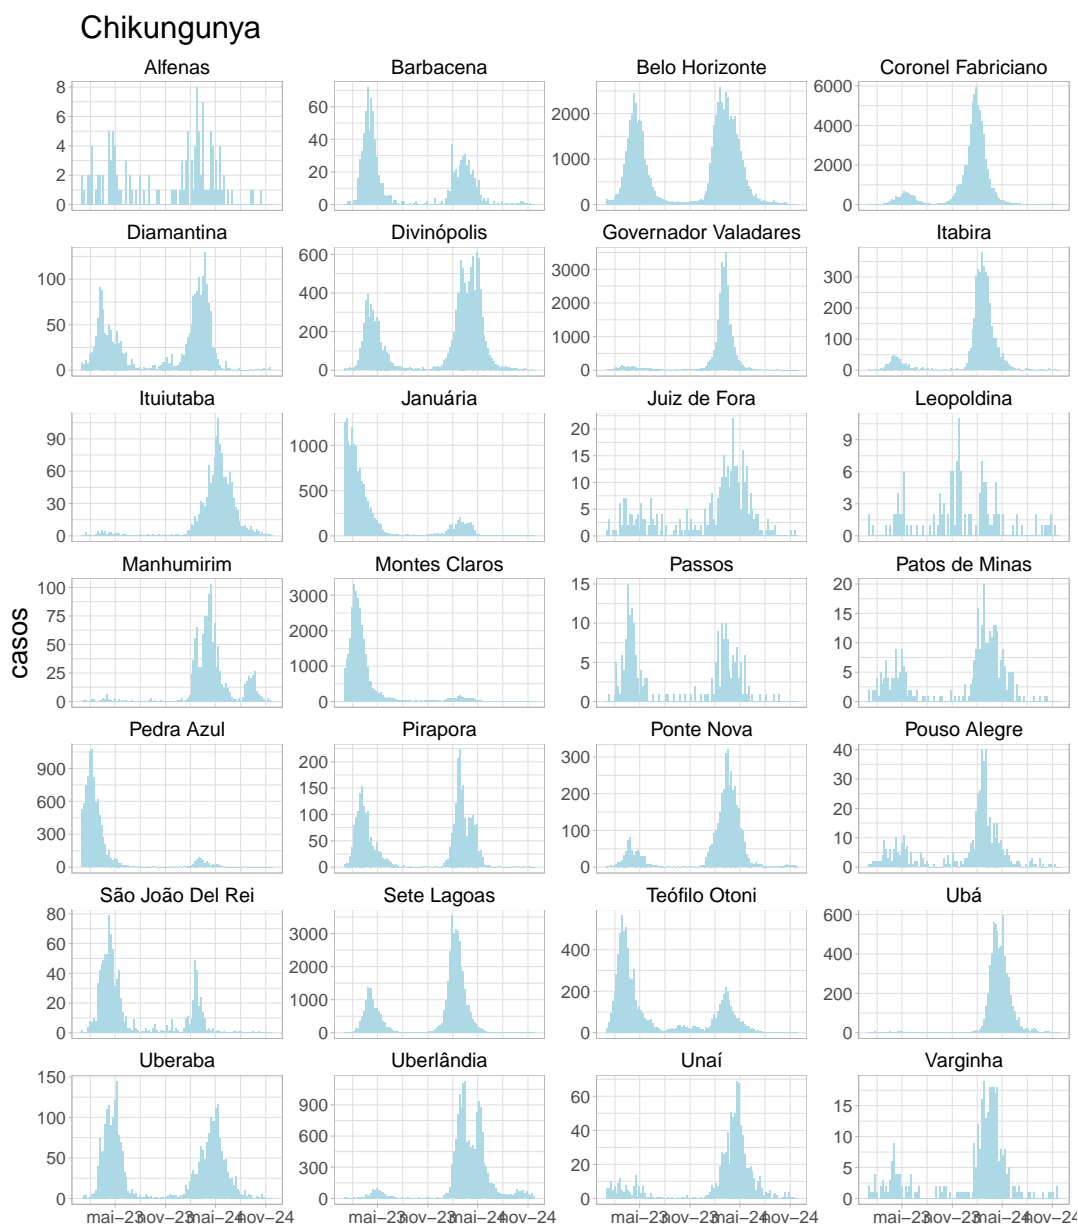 Chikungunya
Alfenas Barbacena Belo Horizonte Coronel Fabriciano
8 6 4 2 0
60 40 20 0
2000 1000 0
6000 4000 2000 0
Diamantina Divinópolis Governador Valadares Itabira
100 50 0
600 400 200 0
3000 2000 1000 0
300 200 100 0
Ituiutaba Januária Juiz de Fora Leopoldina
90 60 30 0
1000 500 0
20 15 10 5 0
9 6 3 0
casos
Manhumirim Montes Claros Passos Patos de Minas
100 75 50 25 0
3000 2000 1000 0
15 10 5 0
20 15 10 5 0
Pedra Azul Pirapora Ponte Nova Pouso Alegre
900 600 300 0
200 150 100 50 0
300 200 100 0
40 30 20 10 0
São João Del Rei Sete Lagoas Teófilo Otoni Ubá
80 60 40 20 0
3000 2000 1000 0
400 200 0
600 400 200 0
Uberaba Uberlândia Unaí Varginha
150 100 50 0
900 600 300 0
60 40 20 0
15 10 5 0
mai–23 nov–23 mai–24 nov–24 mai–23 nov–23 mai–24 nov–24 mai–23 nov–23 mai–24 nov–24 mai–23 nov–23 mai–24 nov–24